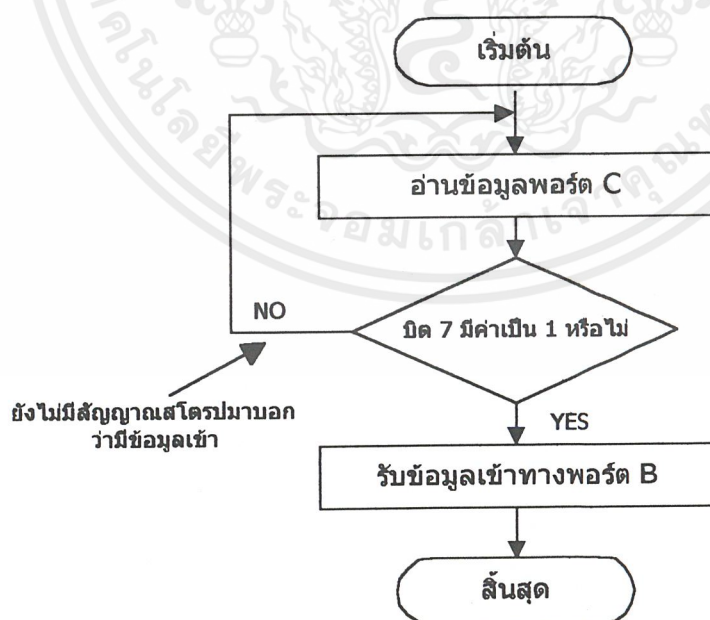 เริ่มต้น
อ่านข้อมูลพอร์ต C
บิต 7 มีค่าเป็น 1 หรือไม่
NO
ยังไม่มีสัญญาณสโตรปมาบอก
ว่ามีข้อมูลเข้า
YES
รับข้อมูลเข้าทางพอร์ต B
สิ้นสุด